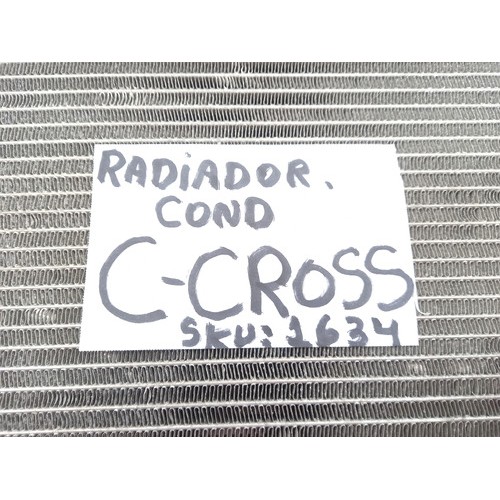 RADiADOR.
COND
C-CROSS
SKU: 1634